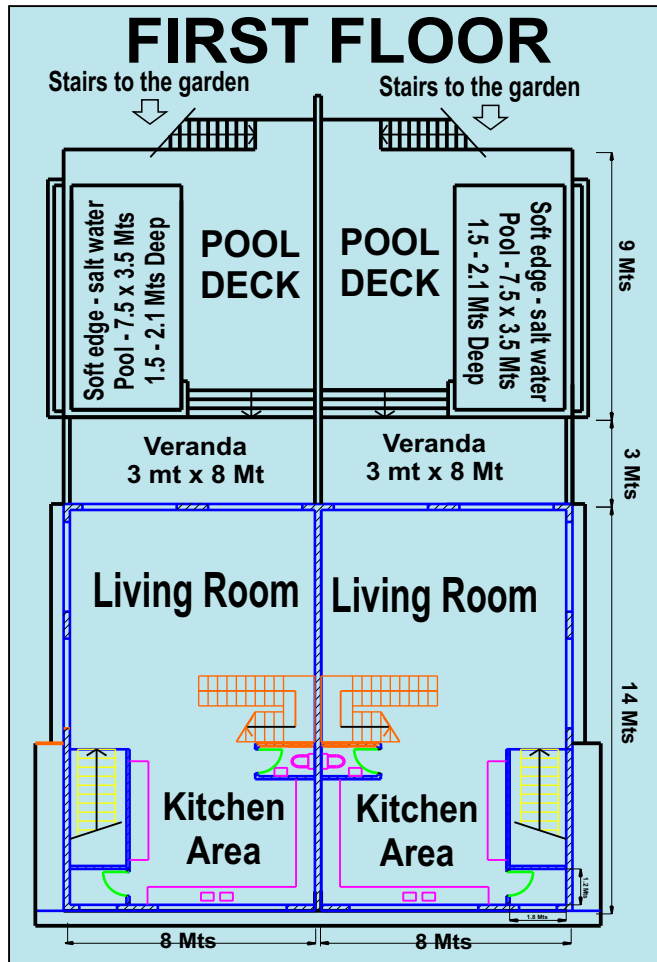 FIRST FLOOR
Stairs to the garden
Stairs to the garden
Soft edge - salt water
Pool - 7.5 x 3.5 Mts
1.5 - 2.1 Mts Deep
POOL
DECK
POOL
DECK
Soft edge - salt water
Pool - 7.5 x 3.5 Mts
1.5 - 2.1 Mts Deep
9 Mts
Veranda
3 mt x 8 Mt
Veranda
3 mt x 8 Mt
3 Mts
Living Room
Living Room
14 Mts
Kitchen
Area
Kitchen
Area
1.2 Mts
1.8 Mts
8 Mts
8 Mts